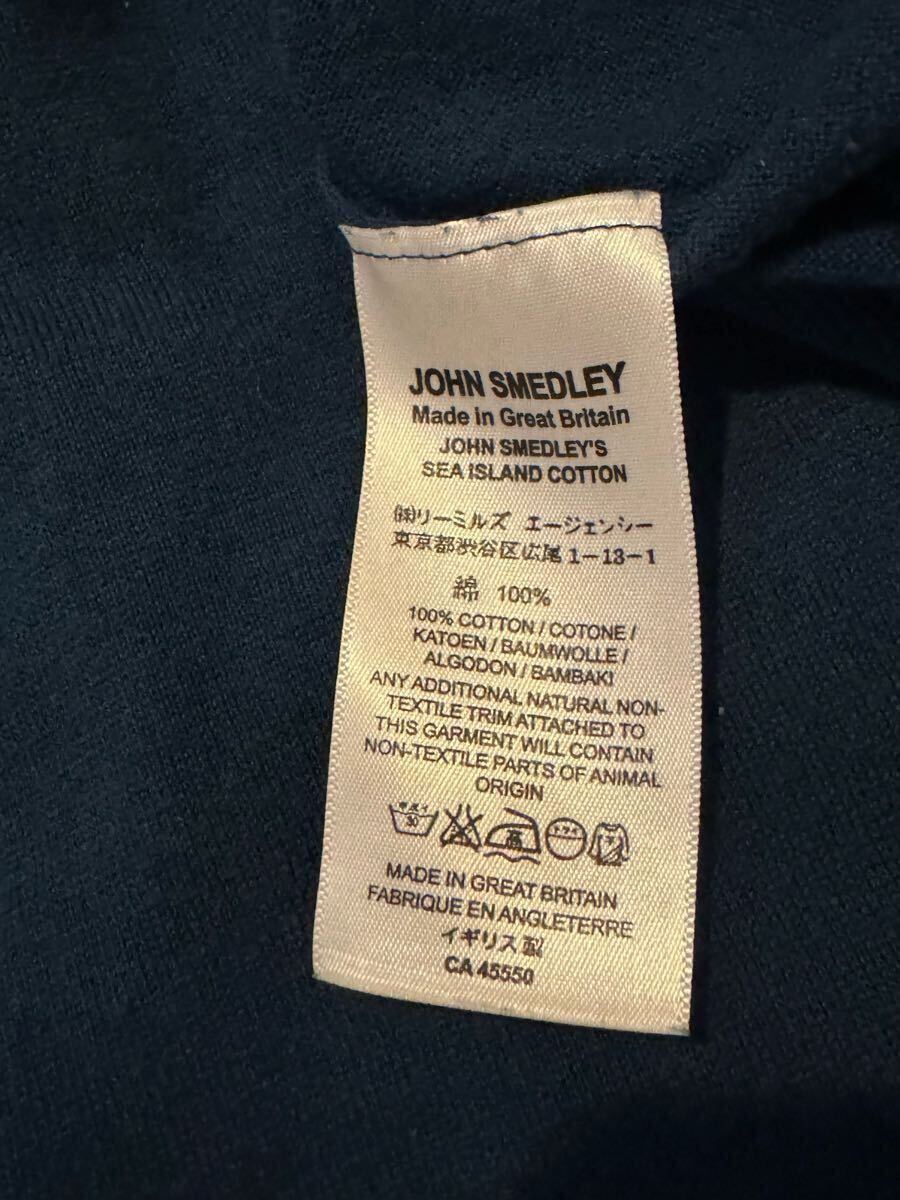 JOHN SMEDLEY
Made in Great Britain
JOHN SMEDLEY'S
SEA ISLAND COTTON
㈱リーミルズ エージェンシー
東京都渋谷区広尾1-13-1
綿 100%
100% COTTON / COTONE /
KATOEN / BAUMWOLLE /
ALGODON / BAMBAKI
ANY ADDITIONAL NATURAL NON-
TEXTILE TRIM ATTACHED TO
THIS GARMENT WILL CONTAIN
NON-TEXTILE PARTS OF ANIMAL
ORIGIN
30 ドライ
MADE IN GREAT BRITAIN
FABRIQUE EN ANGLETERRE
イギリス製
CA 45550